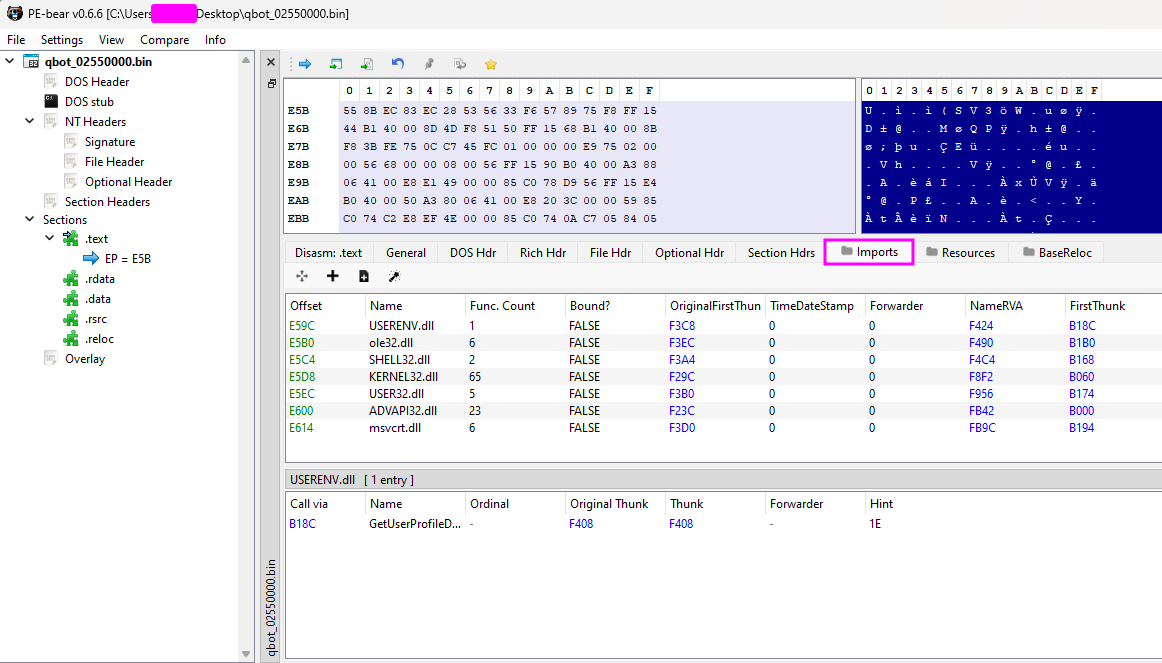 PE-bear v0.6.6 [C:\Users Desktop\qbot_02550000.bin]
File Settings View Compare Info
qbot_02550000.bin
DOS Header
DOS stub
NT Headers
Signature
File Header
Optional Header
Section Headers
Sections
.text
EP = E5B
.rdata
.data
.rsrc
.reloc
Overlay
qbot_02550000.bin
0 1 2 3 4 5 6 7 8 9 A B C D E F
E5B 55 8B EC 83 EC 28 53 56 33 F6 57 89 75 F8 FF 15
E6B 44 B1 40 00 8D 4D F8 51 50 FF 15 68 B1 40 00 8B
E7B F8 3B FE 75 0C C7 45 FC 01 00 00 00 E9 75 02 00
E8B 00 56 68 00 00 08 00 56 FF 15 90 B0 40 00 A3 88
E9B 06 41 00 E8 E1 49 00 00 85 C0 78 D9 56 FF 15 E4
EAB B0 40 00 50 A3 80 06 41 00 E8 20 3C 00 00 59 85
EBB C0 74 C2 E8 EF 4E 00 00 85 C0 74 0A C7 05 84 05
0 1 2 3 4 5 6 7 8 9 A B C D E F
U . ì . ì ( S V 3 ö W . u ø ÿ .
D ± @ . . M ø Q P ÿ . h ± @ . .
ø ; þ u . Ç E ü . . . . é u . .
. V h . . . . V ÿ . . ° @ . £ .
. A . è á I . . . À x Ù V ÿ . ä
° @ . P £ . . A . è . < . . Y .
À t Â è ï N . . . À t . Ç . . .
Disasm: .text General DOS Hdr Rich Hdr File Hdr Optional Hdr Section Hdrs Imports Resources BaseReloc
Offset Name Func. Count Bound? OriginalFirstThun TimeDateStamp Forwarder NameRVA FirstThunk
E59C USERENV.dll 1 FALSE F3C8 0 0 F424 B18C
E5B0 ole32.dll 6 FALSE F3EC 0 0 F490 B1B0
E5C4 SHELL32.dll 2 FALSE F3A4 0 0 F4C4 B168
E5D8 KERNEL32.dll 65 FALSE F29C 0 0 F8F2 B060
E5EC USER32.dll 5 FALSE F3B0 0 0 F956 B174
E600 ADVAPI32.dll 23 FALSE F23C 0 0 FB42 B000
E614 msvcrt.dll 6 FALSE F3D0 0 0 FB9C B194
USERENV.dll [ 1 entry ]
Call via Name Ordinal Original Thunk Thunk Forwarder Hint
B18C GetUserProfileD... - F408 F408 - 1E